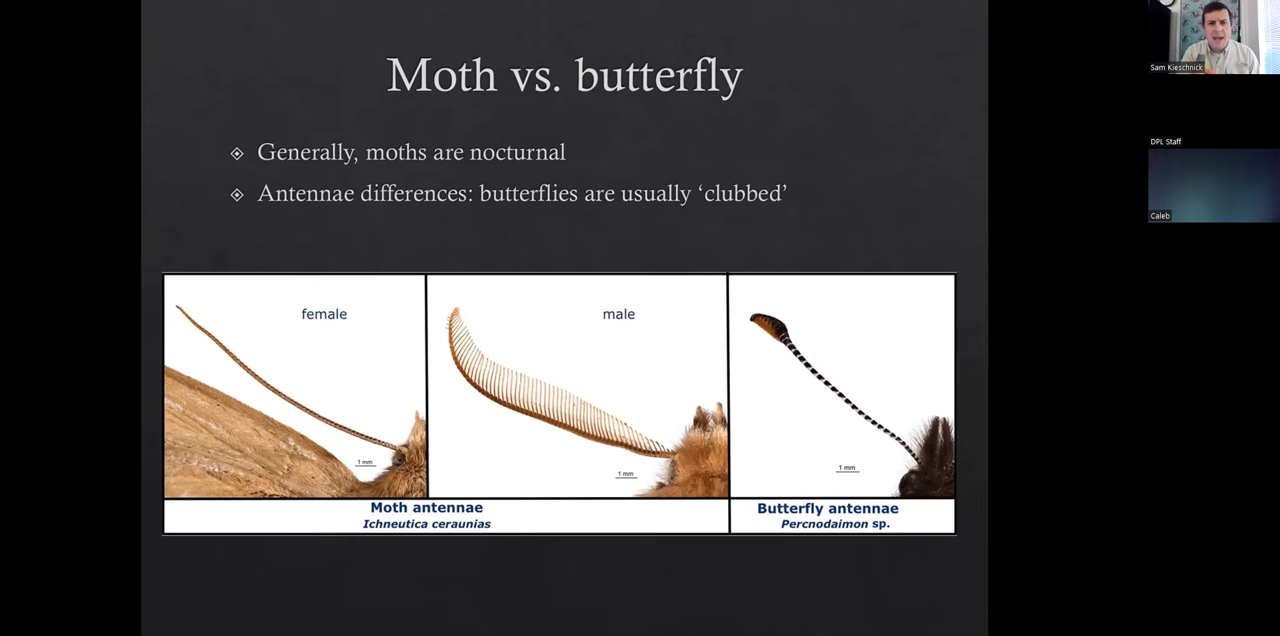 Moth vs. butterfly
Generally, moths are nocturnal
Antennae differences: butterflies are usually ‘clubbed’
female
male
1 mm
1 mm
1 mm
Moth antennae
Ichneutica ceraunias
Butterfly antennae
Percnodaimon sp.
Sam Kieschnick
DPL Staff
Caleb